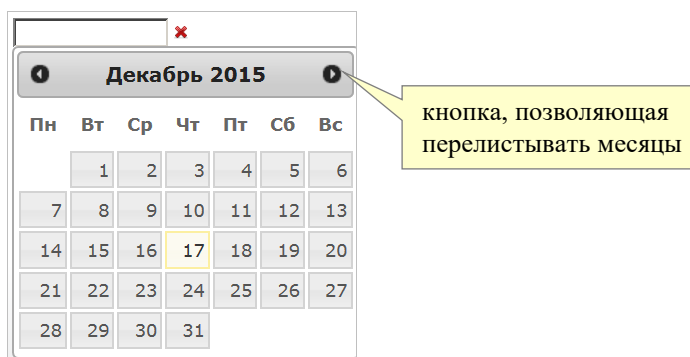 Декабрь 2015
кнопка, позволяющая
перелистывать месяцы
Пн Вт Ср Чт Пт Сб Вс
1 2 3 4 5 6
7 8 9 10 11 12 13
14 15 16 17 18 19 20
21 22 23 24 25 26 27
28 29 30 31